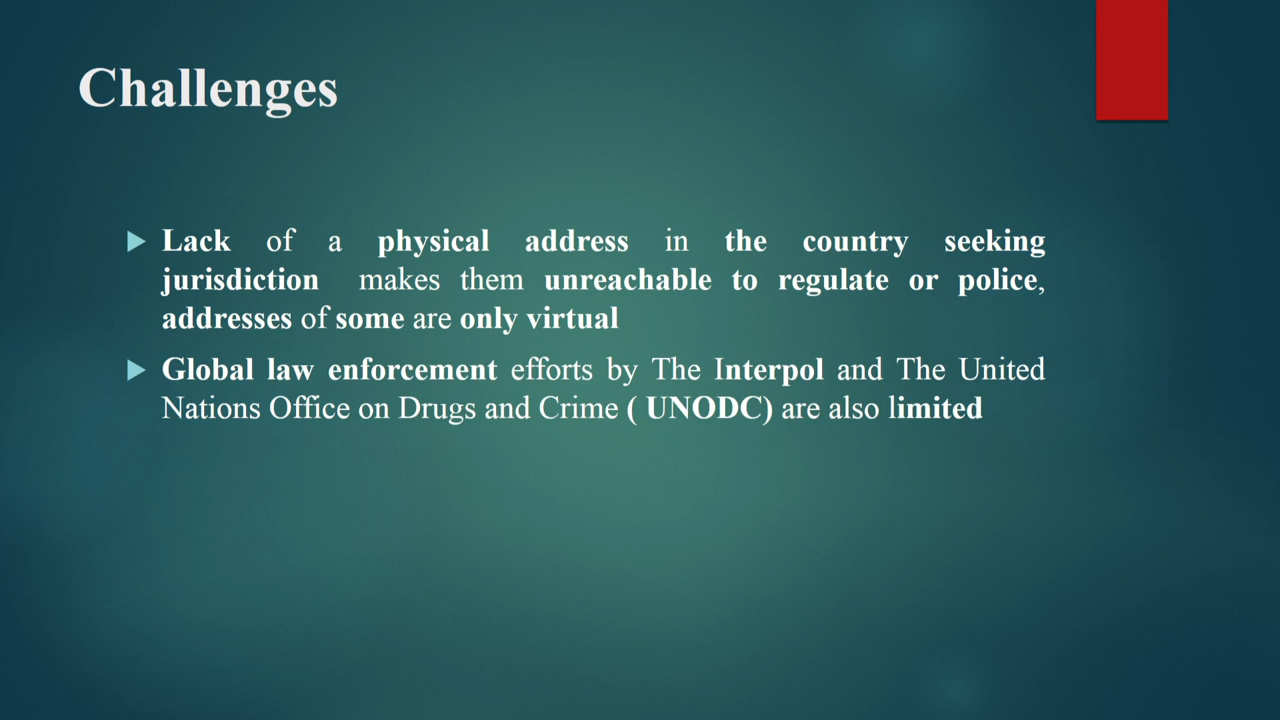 Challenges
Lack of a physical address in the country seeking
jurisdiction makes them unreachable to regulate or police,
addresses of some are only virtual
Global law enforcement efforts by The Interpol and The United
Nations Office on Drugs and Crime ( UNODC) are also limited